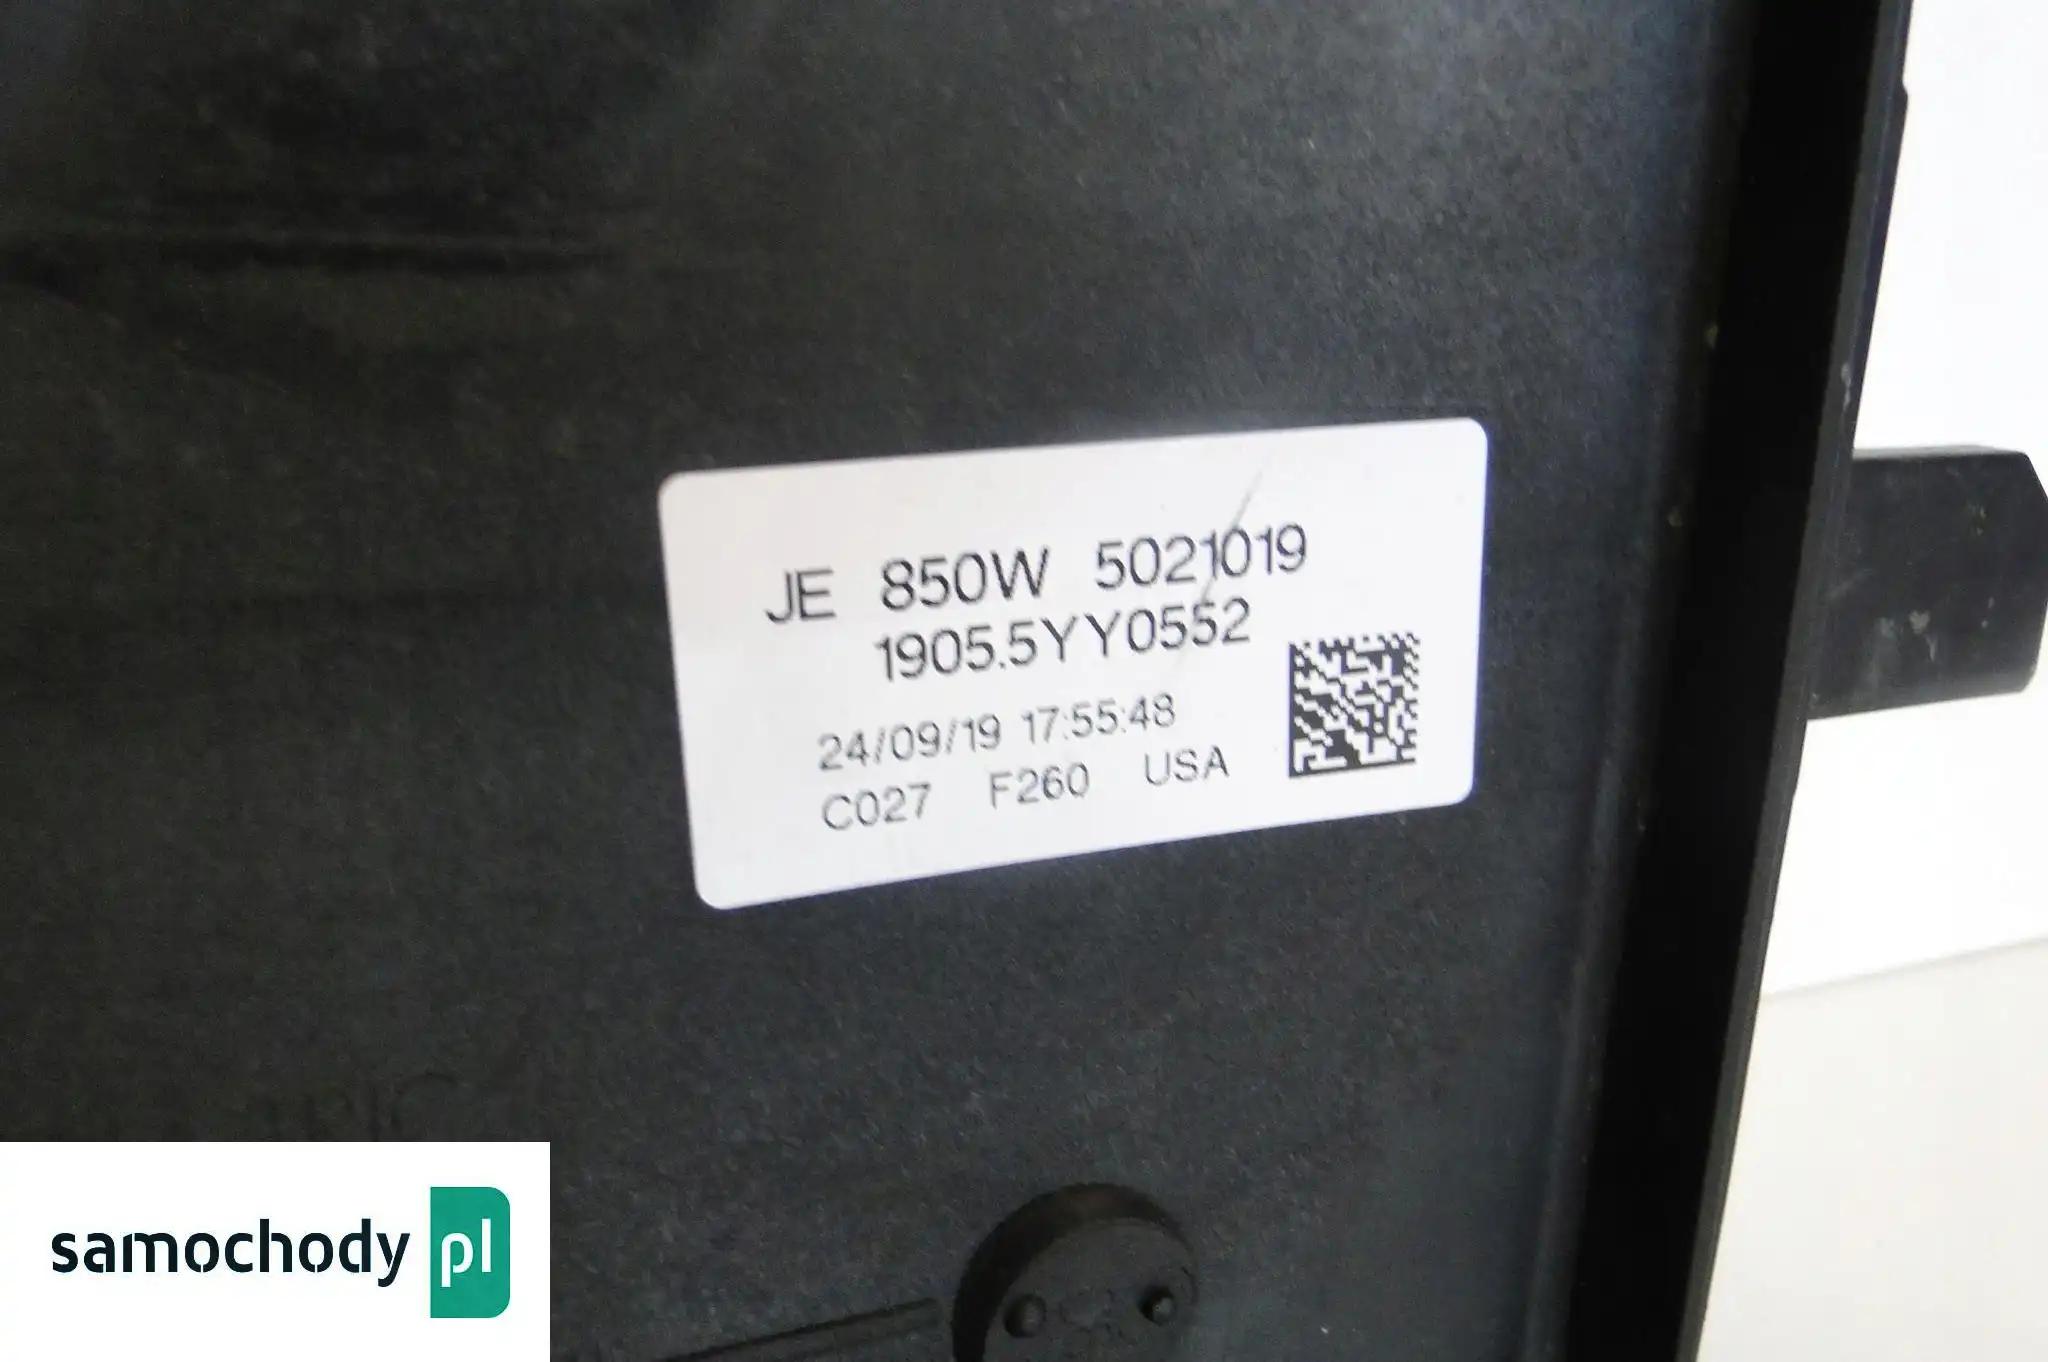 JE 850W 5021019
1905.5YY0552
24/09/19 17:55:48
C027 F260 USA
samochody pl